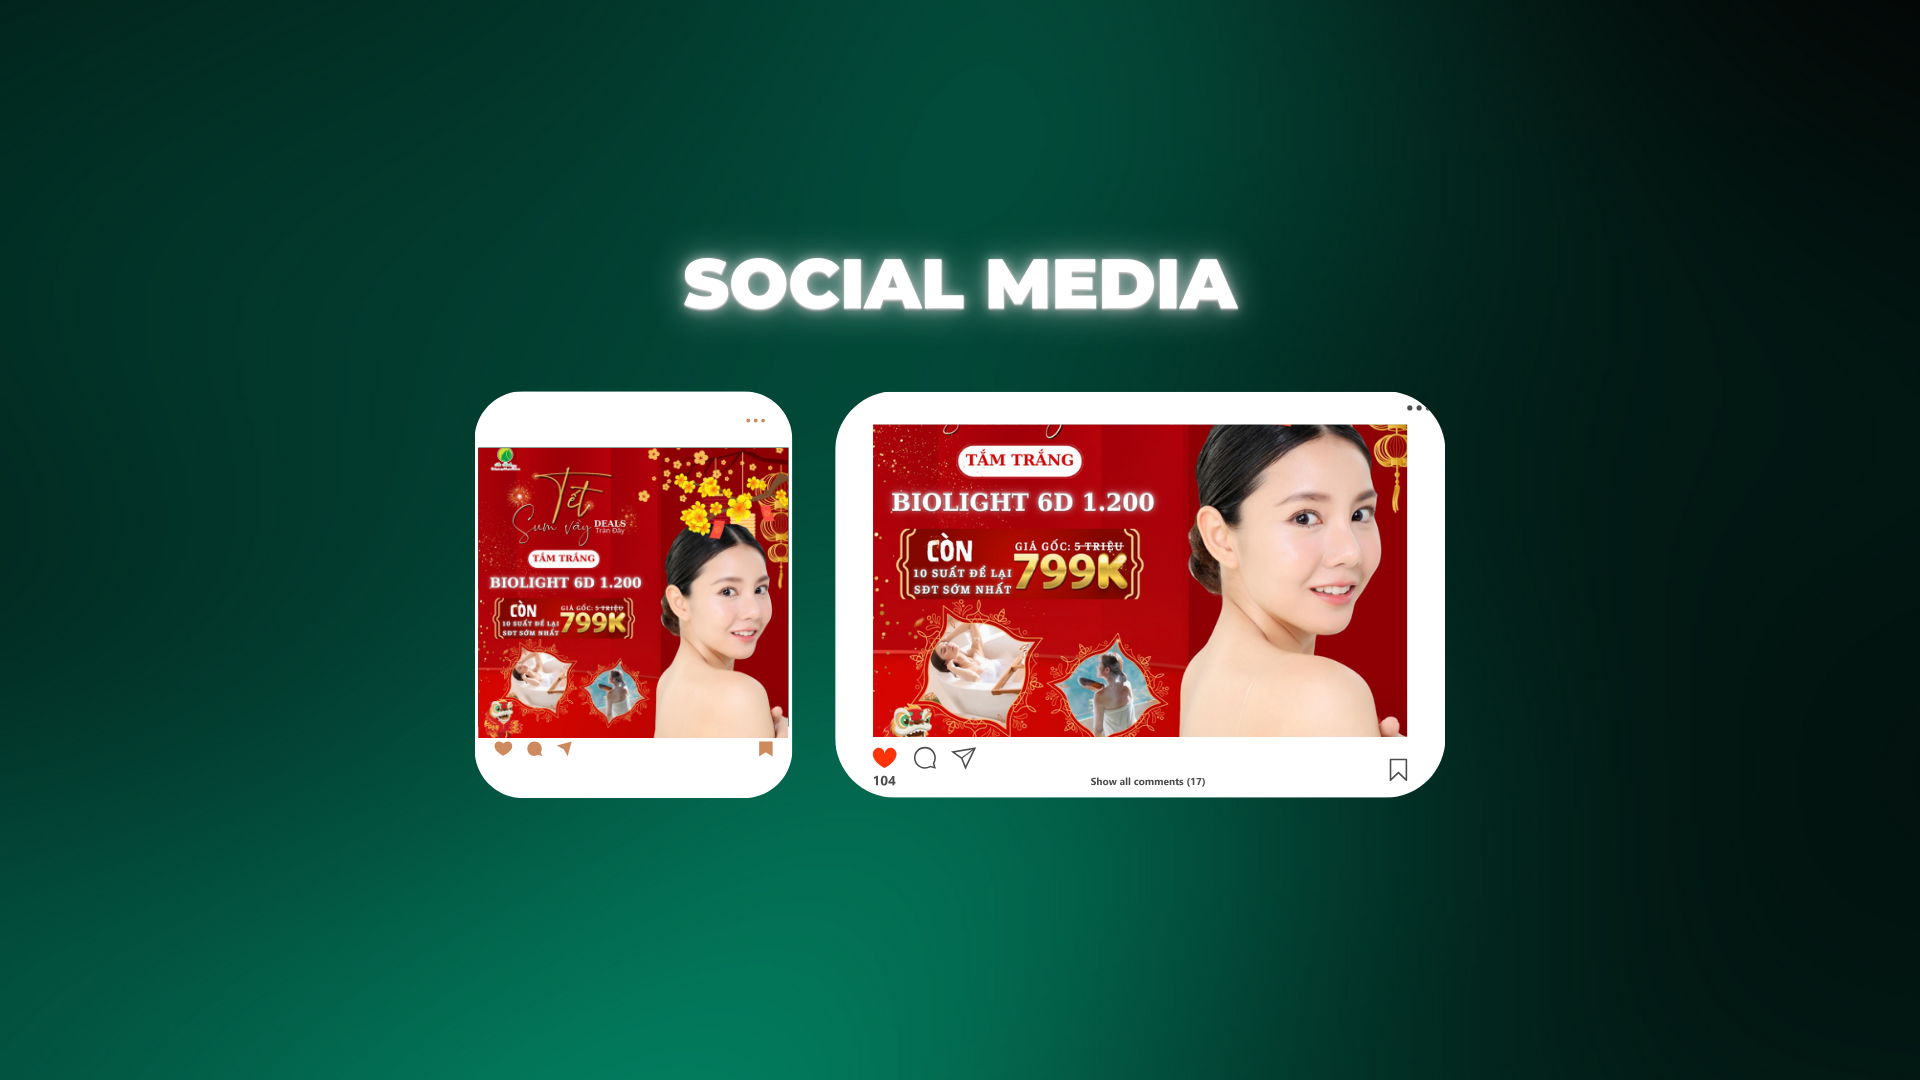 SOCIAL MEDIA
Tết
Sum vầy
DEALS
Tràn Đầy
TẮM TRẮNG
BIOLIGHT 6D 1.200
CÒN
10 SUẤT ĐỂ LẠI
SĐT SỚM NHẤT
GIÁ GỐC: 5 TRIỆU
799K
TẮM TRẮNG
BIOLIGHT 6D 1.200
CÒN
10 SUẤT ĐỂ LẠI
SĐT SỚM NHẤT
GIÁ GỐC: 5 TRIỆU
799K
104
Show all comments (17)